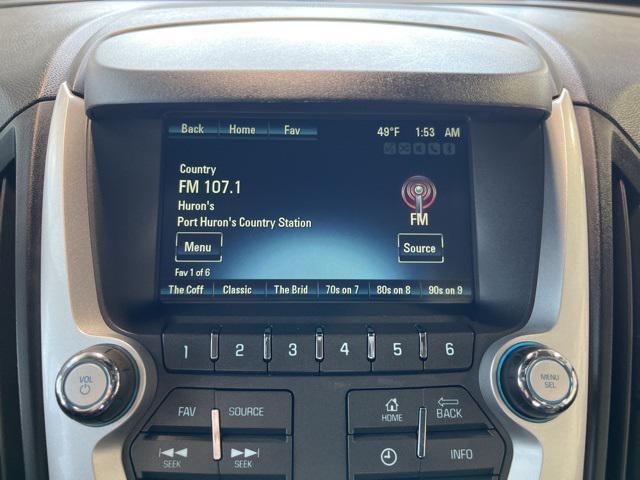 Back Home Fav 49°F 1:53 AM
Country
FM 107.1
Huron's
Port Huron's Country Station
FM
Menu Source
Fav 1 of 6
The Coff Classic The Brid 70s on 7 80s on 8 90s on 9
1 2 3 4 5 6
VOL
MENU
SEL
FAV SOURCE
HOME BACK
SEEK SEEK
INFO